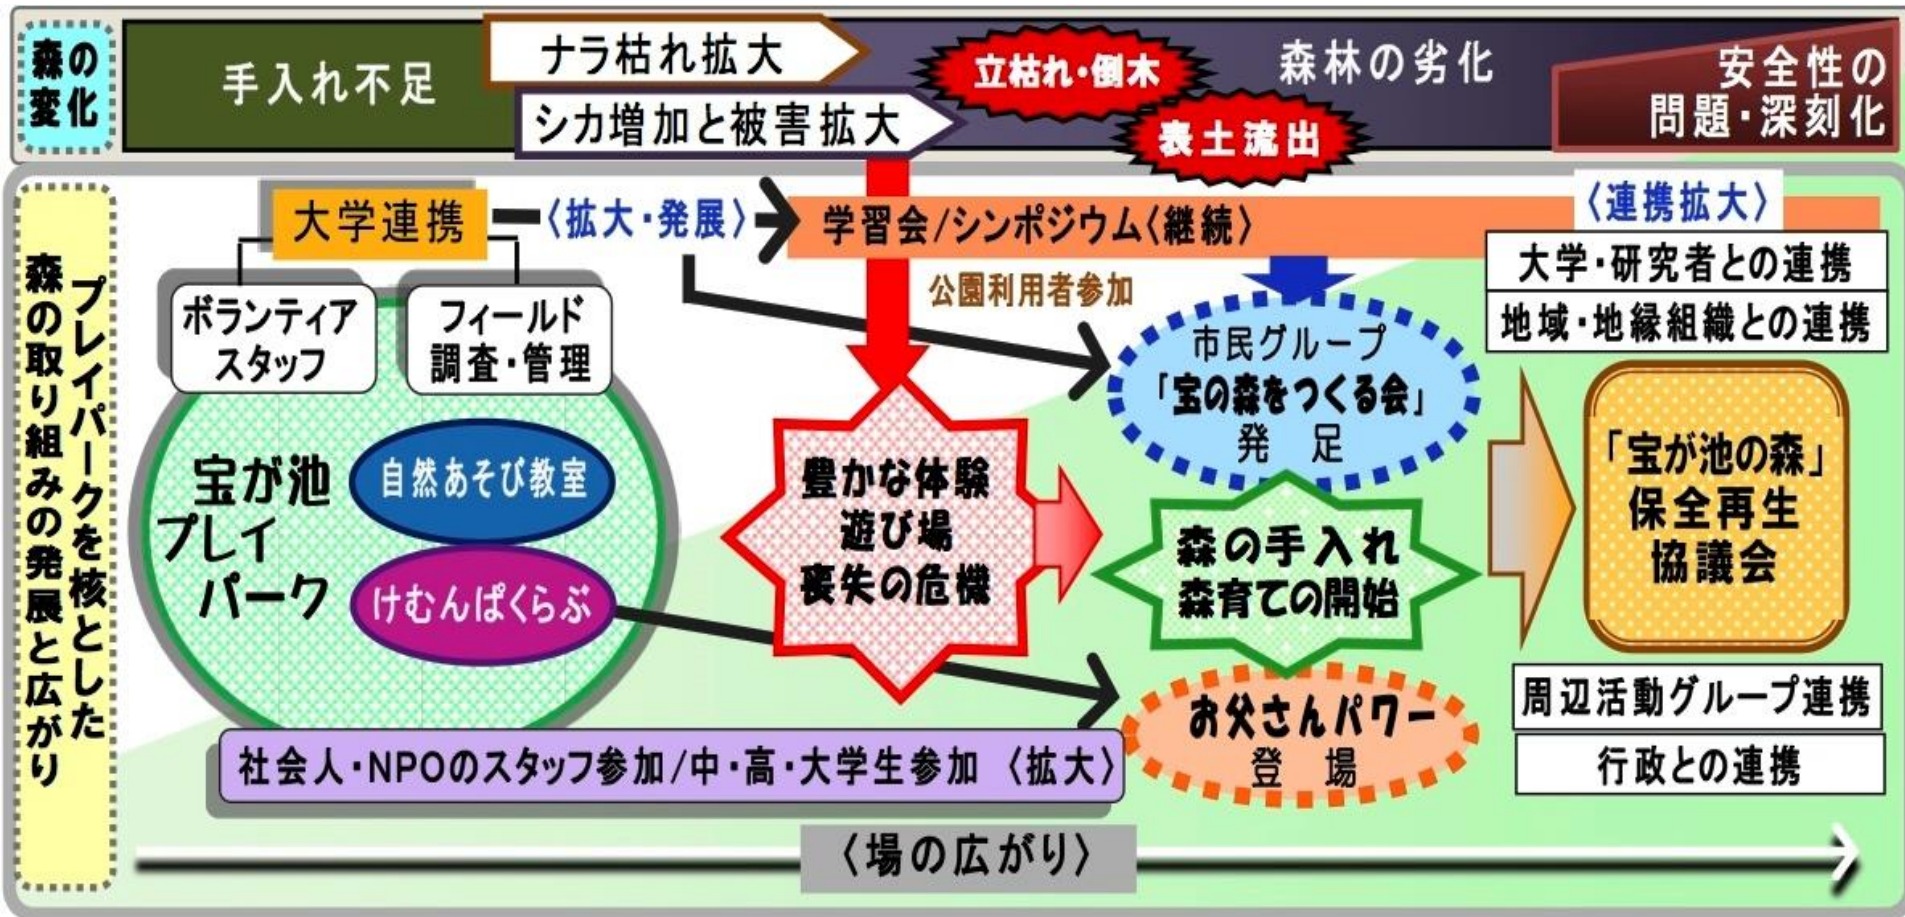 森の
変化
手入れ不足
ナラ枯れ拡大
シカ増加と被害拡大
立枯れ・倒木
表土流出
森林の劣化
安全性の
問題・深刻化
プレイパークを核とした
森の取り組みの発展と広がり
大学連携
〈拡大・発展〉
学習会/シンポジウム〈継続〉
〈連携拡大〉
ボランティア
スタッフ
フィールド
調査・管理
公園利用者参加
大学・研究者との連携
地域・地縁組織との連携
宝が池
プレイ
パーク
自然あそび教室
けむんぱくらぶ
豊かな体験
遊び場
喪失の危機
市民グループ
「宝の森をつくる会」
発 足
森の手入れ
森育ての開始
お父さんパワー
登 場
「宝が池の森」
保全再生
協議会
周辺活動グループ連携
行政との連携
社会人・NPOのスタッフ参加/中・高・大学生参加 〈拡大〉
〈場の広がり〉